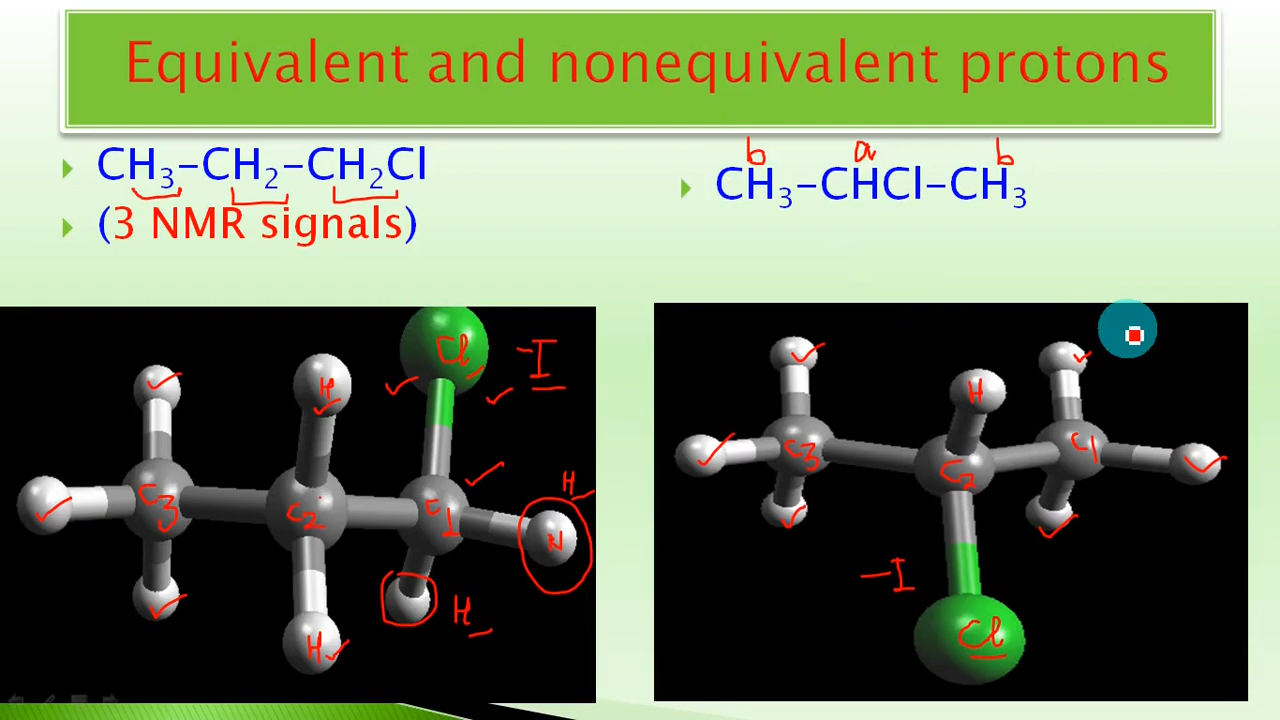 Equivalent and nonequivalent protons
CH₃–CH₂–CH₂Cl
(3 NMR signals)
b a b
CH₃–CHCl–CH₃
Cl -I
H
C3 C2 C1
H
N
H
H
H
C3 C2 C1
-I
Cl